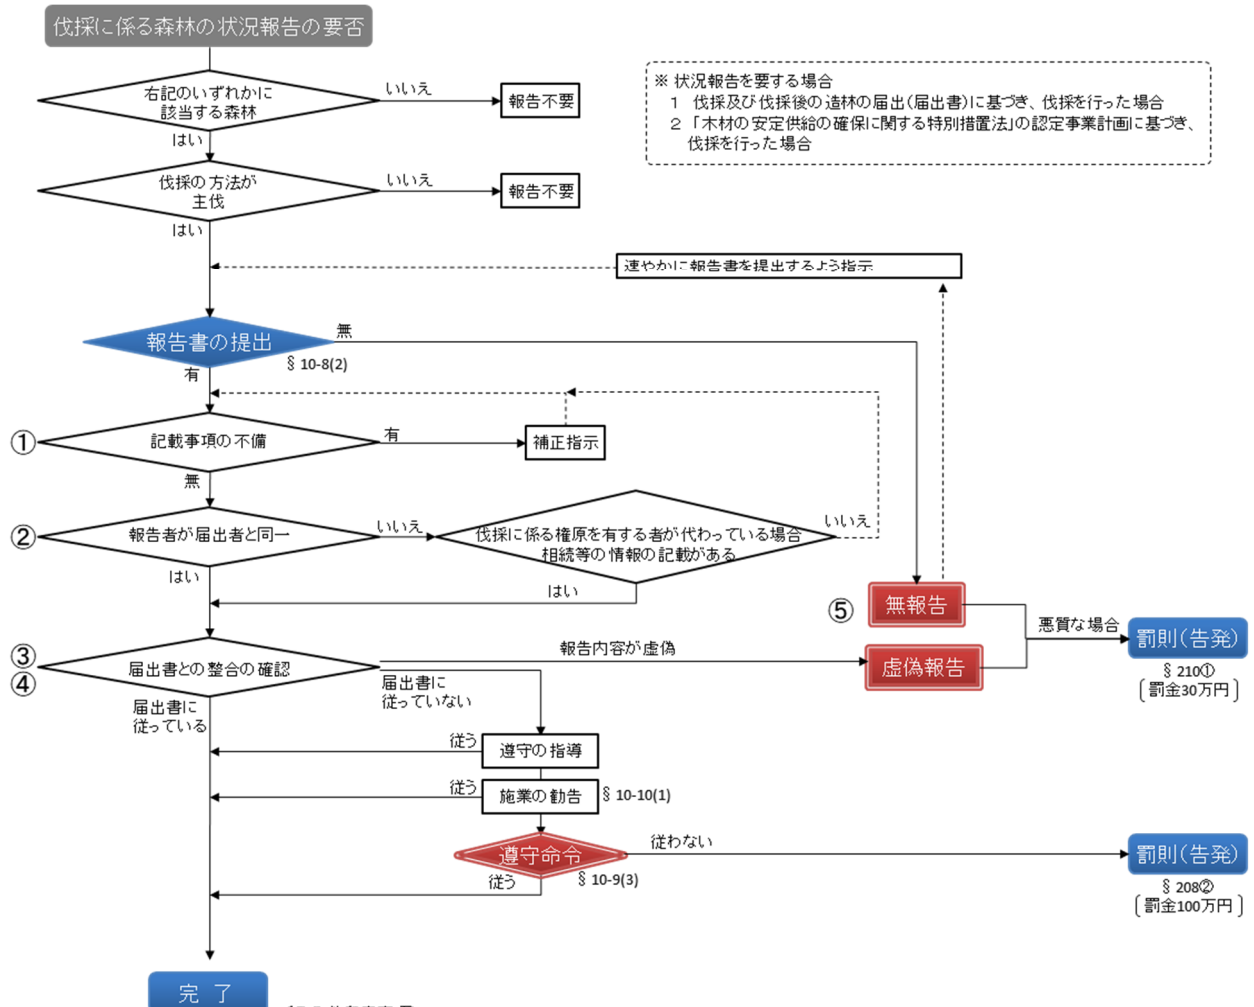 伐採に係る森林の状況報告の要否
右記のいずれかに
該当する森林
いいえ
報告不要
はい
※ 状況報告を要する場合
1 伐採及び伐採後の造林の届出(届出書)に基づき、伐採を行った場合
2 「木材の安定供給の確保に関する特別措置法」の認定事業計画に基づき、
伐採を行った場合
伐採の方法が
主伐
いいえ
報告不要
はい
速やかに報告書を提出するよう指示
報告書の提出
無
§ 10-8(2)
有
①
記載事項の不備
有
補正指示
無
②
報告者が届出者と同一
いいえ
伐採に係る権原を有する者が代わっている場合
相続等の情報の記載がある
いいえ
はい
はい
⑤
無報告
悪質な場合
罰則(告発)
§ 210①
〔罰金30万円〕
③
④
届出書との整合の確認
報告内容が虚偽
虚偽報告
届出書に
従っていない
届出書に
従っている
従う
遵守の指導
従う
施業の勧告
§ 10-10(1)
遵守命令
従わない
§ 10-9(3)
従う
罰則(告発)
§ 208②
〔罰金100万円〕
完 了